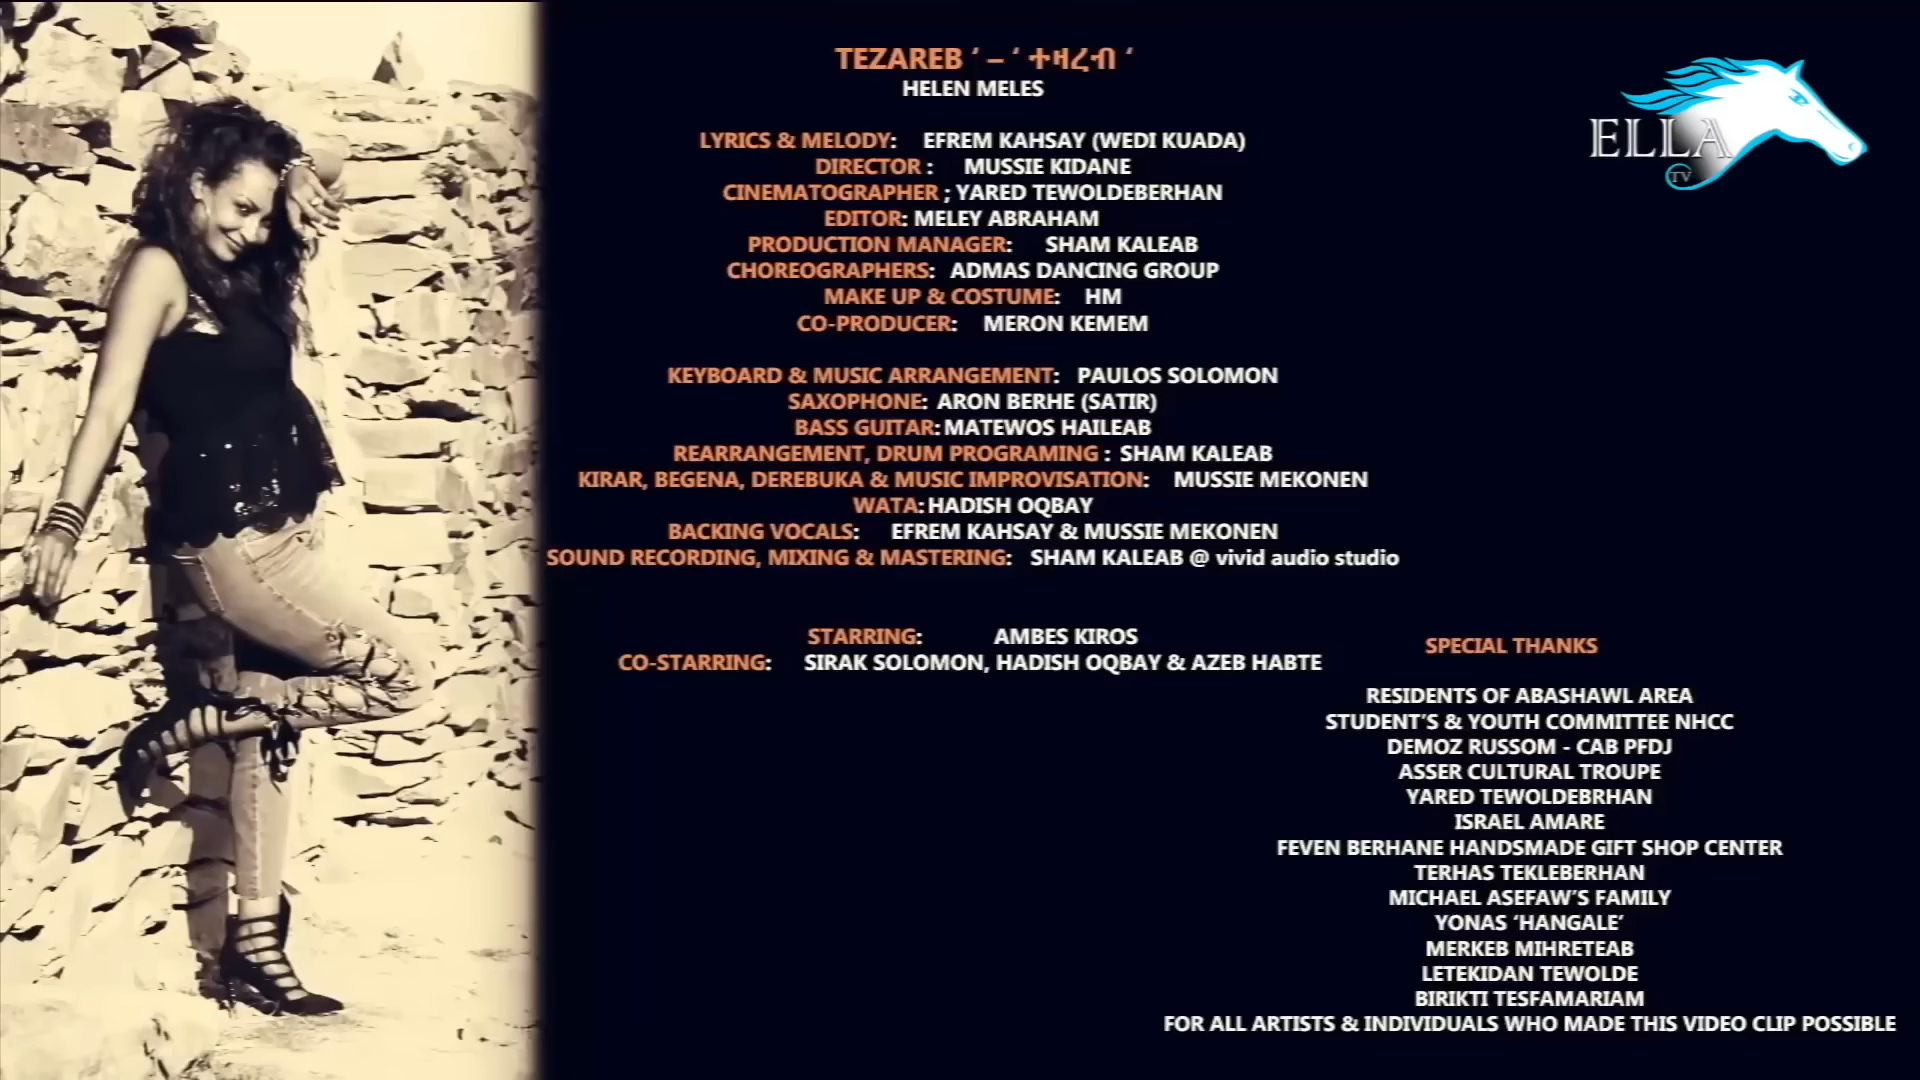 TEZAREB ‘ – ‘ ተዛረብ ‘
HELEN MELES
LYRICS & MELODY: EFREM KAHSAY (WEDI KUADA)
DIRECTOR : MUSSIE KIDANE
CINEMATOGRAPHER ; YARED TEWOLDEBERHAN
EDITOR: MELEY ABRAHAM
PRODUCTION MANAGER: SHAM KALEAB
CHOREOGRAPHERS: ADMAS DANCING GROUP
MAKE UP & COSTUME: HM
CO-PRODUCER: MERON KEMEM
KEYBOARD & MUSIC ARRANGEMENT: PAULOS SOLOMON
SAXOPHONE: ARON BERHE (SATIR)
BASS GUITAR: MATEWOS HAILEAB
REARRANGEMENT, DRUM PROGRAMING : SHAM KALEAB
KIRAR, BEGENA, DEREBUKA & MUSIC IMPROVISATION: MUSSIE MEKONEN
WATA: HADISH OQBAY
BACKING VOCALS: EFREM KAHSAY & MUSSIE MEKONEN
SOUND RECORDING, MIXING & MASTERING: SHAM KALEAB @ vivid audio studio
STARRING: AMBES KIROS
CO-STARRING: SIRAK SOLOMON, HADISH OQBAY & AZEB HABTE
SPECIAL THANKS
RESIDENTS OF ABASHAWL AREA
STUDENT’S & YOUTH COMMITTEE NHCC
DEMOZ RUSSOM - CAB PFDJ
ASSER CULTURAL TROUPE
YARED TEWOLDEBRHAN
ISRAEL AMARE
FEVEN BERHANE HANDSMADE GIFT SHOP CENTER
TERHAS TEKLEBERHAN
MICHAEL ASEFAW’S FAMILY
YONAS ‘HANGALE’
MERKEB MIHRETEAB
LETEKIDAN TEWOLDE
BIRIKTI TESFAMARIAM
FOR ALL ARTISTS & INDIVIDUALS WHO MADE THIS VIDEO CLIP POSSIBLE
ELLA
TV